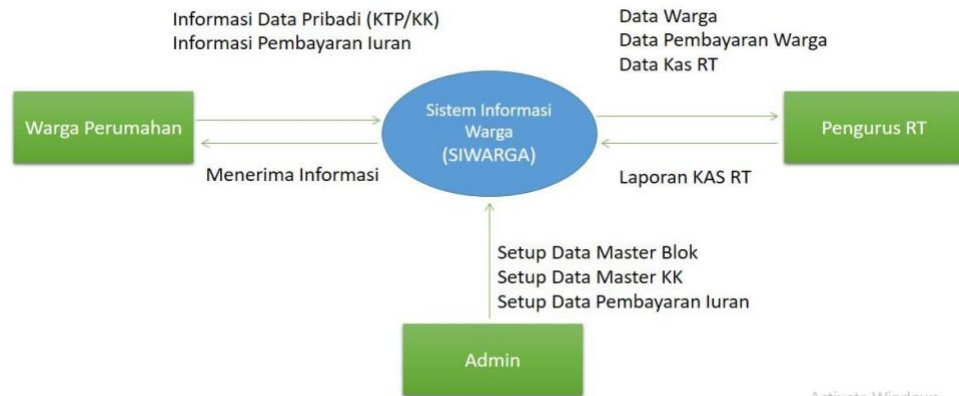 Informasi Data Pribadi (KTP/KK)
Informasi Pembayaran Iuran
Data Warga
Data Pembayaran Warga
Data Kas RT
Warga Perumahan
Sistem Informasi
Warga
(SIWARGA)
Pengurus RT
Menerima Informasi
Laporan KAS RT
Setup Data Master Blok
Setup Data Master KK
Setup Data Pembayaran Iuran
Admin
Activate Windows